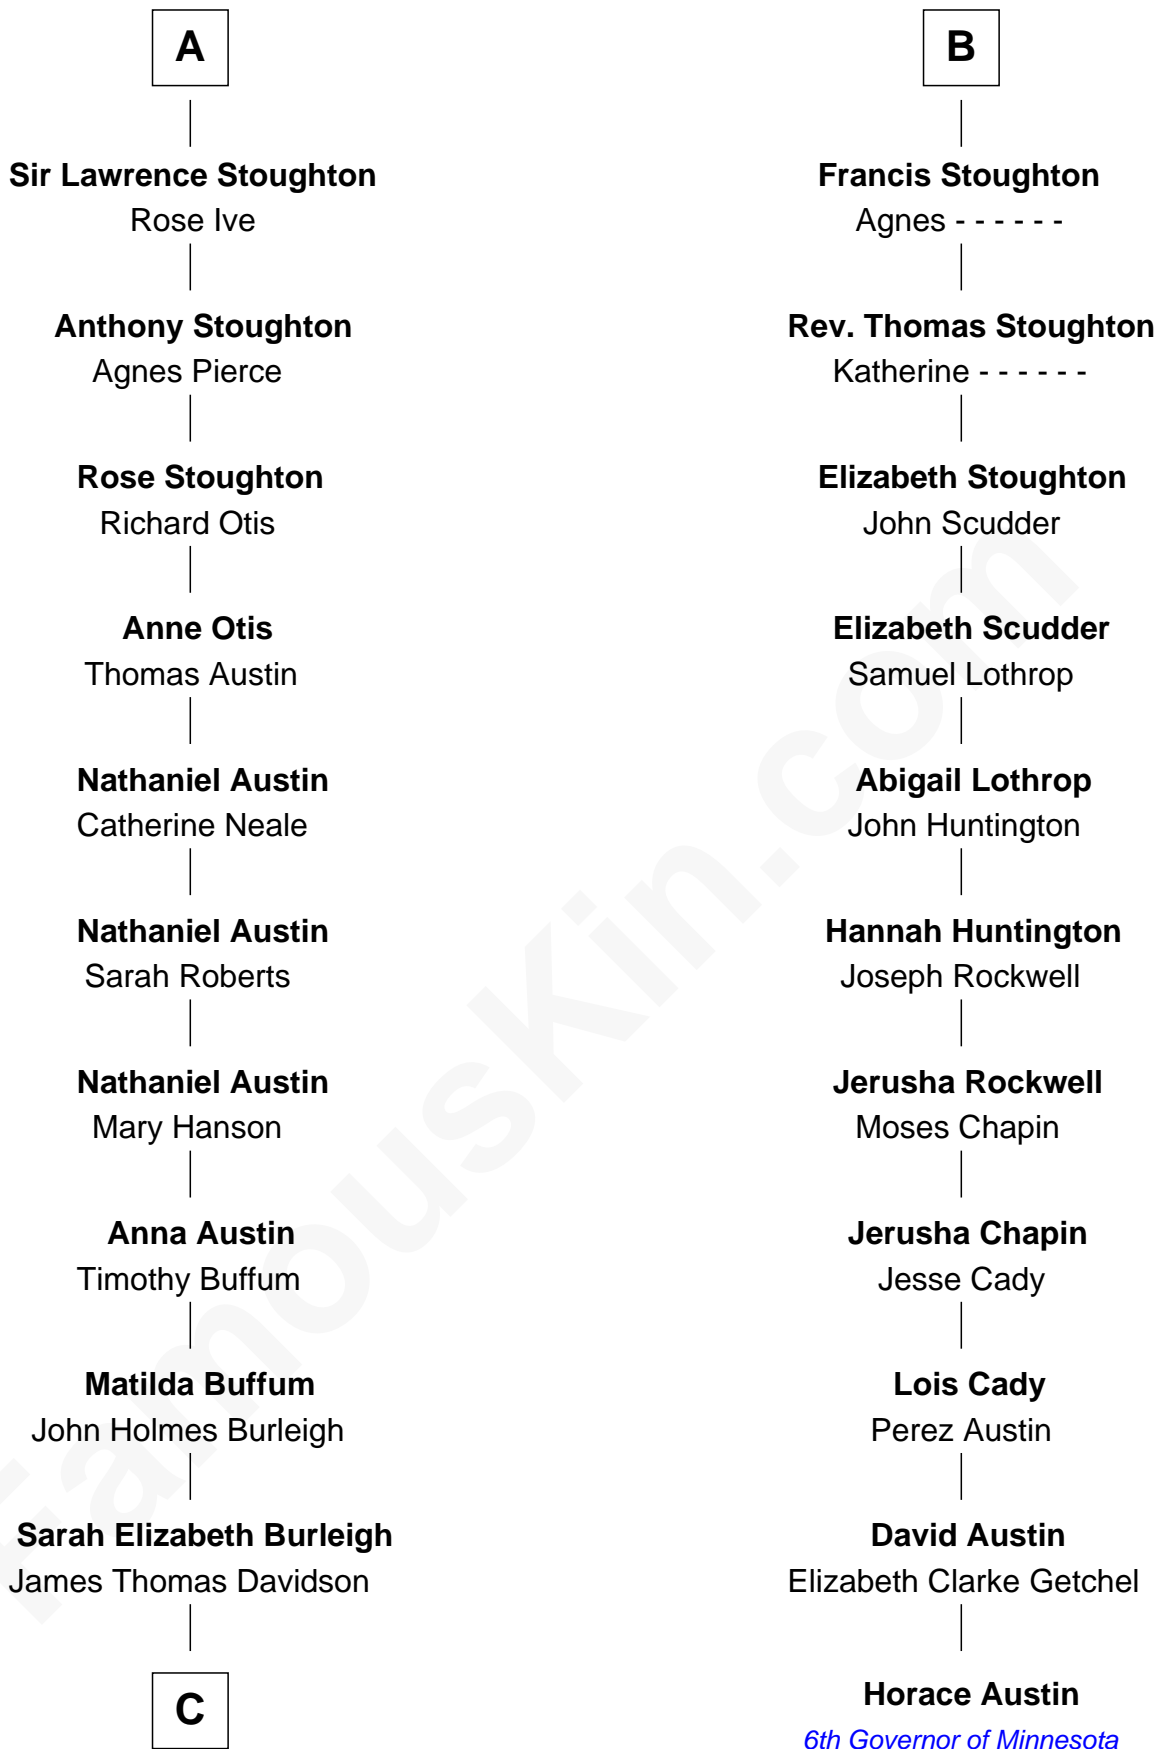 A
Sir Lawrence Stoughton
Rose Ive
Anthony Stoughton
Agnes Pierce
Rose Stoughton
Richard Otis
Anne Otis
Thomas Austin
Nathaniel Austin
Catherine Neale
Nathaniel Austin
Sarah Roberts
Nathaniel Austin
Mary Hanson
Anna Austin
Timothy Buffum
Matilda Buffum
John Holmes Burleigh
Sarah Elizabeth Burleigh
James Thomas Davidson
C
B
Francis Stoughton
Agnes - - - - - -
Rev. Thomas Stoughton
Katherine - - - - - -
Elizabeth Stoughton
John Scudder
Elizabeth Scudder
Samuel Lothrop
Abigail Lothrop
John Huntington
Hannah Huntington
Joseph Rockwell
Jerusha Rockwell
Moses Chapin
Jerusha Chapin
Jesse Cady
Lois Cady
Perez Austin
David Austin
Elizabeth Clarke Getchel
Horace Austin
6th Governor of Minnesota
FamousKin.com